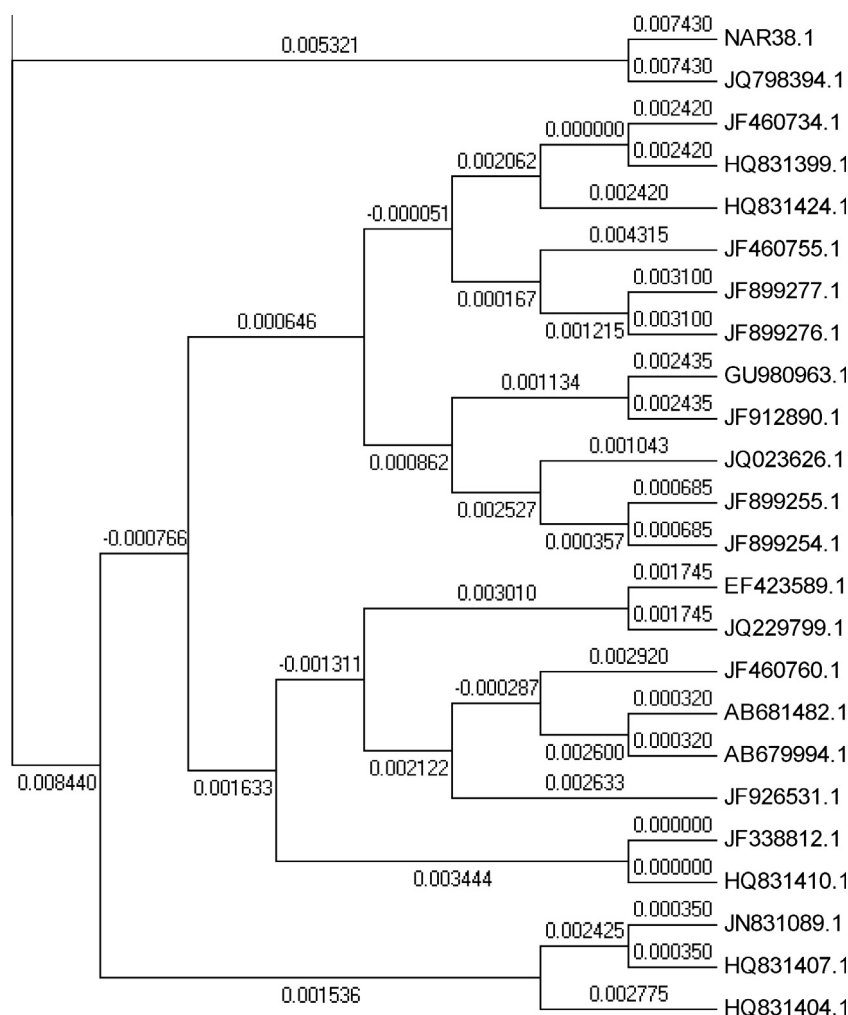 0.007430
NAR38.1
0.005321
0.007430
JQ798394.1
0.002420
JF460734.1
0.000000
0.002420
HQ831399.1
0.002062
0.002420
HQ831424.1
-0.000051
0.004315
JF460755.1
0.003100
JF899277.1
0.000167
0.003100
JF899276.1
0.001215
0.000646
0.002435
GU980963.1
0.001134
0.002435
JF912890.1
0.001043
JQ023626.1
0.000862
0.000685
JF899255.1
0.002527
0.000685
JF899254.1
0.000357
-0.000766
0.001745
EF423589.1
0.003010
0.001745
JQ229799.1
-0.001311
0.002920
JF460760.1
-0.000287
0.000320
AB681482.1
0.000320
AB679994.1
0.002600
0.002122
0.002633
JF926531.1
0.008440
0.001633
0.000000
JF338812.1
0.000000
HQ831410.1
0.003444
0.000350
JN831089.1
0.002425
0.000350
HQ831407.1
0.001536
0.002775
HQ831404.1